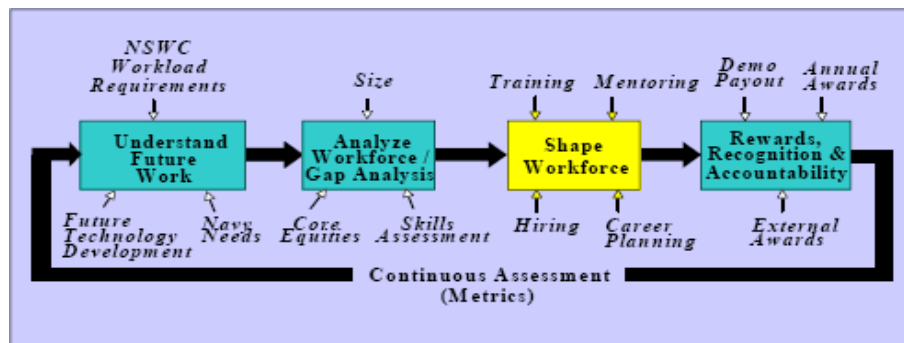 NSWC
Workload
Requirements
Size
Training
Mentoring
Demo
Payout
Annual
Awards
Understand
Future
Work
Analyze
Workforce /
Gap Analysis
Shape
Workforce
Rewards,
Recognition &
Accountability
Future
Technology
Development
Navy
Needs
Core
Equities
Skills
Assessment
Hiring
Career
Planning
External
Awards
Continuous Assessment
(Metrics)